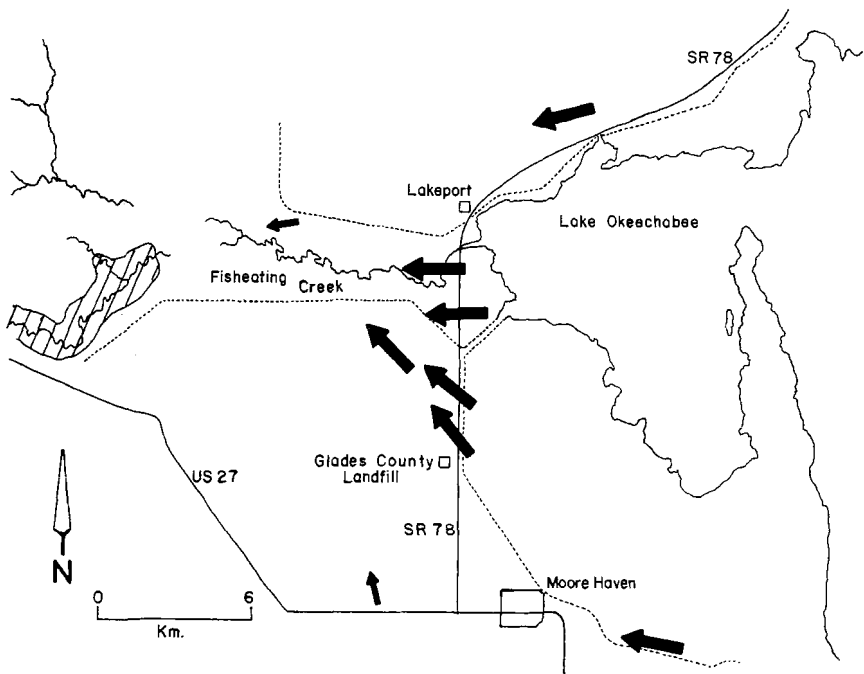 SR 78
Lakeport
Lake Okeechobee
Fisheating
Creek
Glades County
Landfill
US 27
SR 78
Moore Haven
N
0 6
Km.